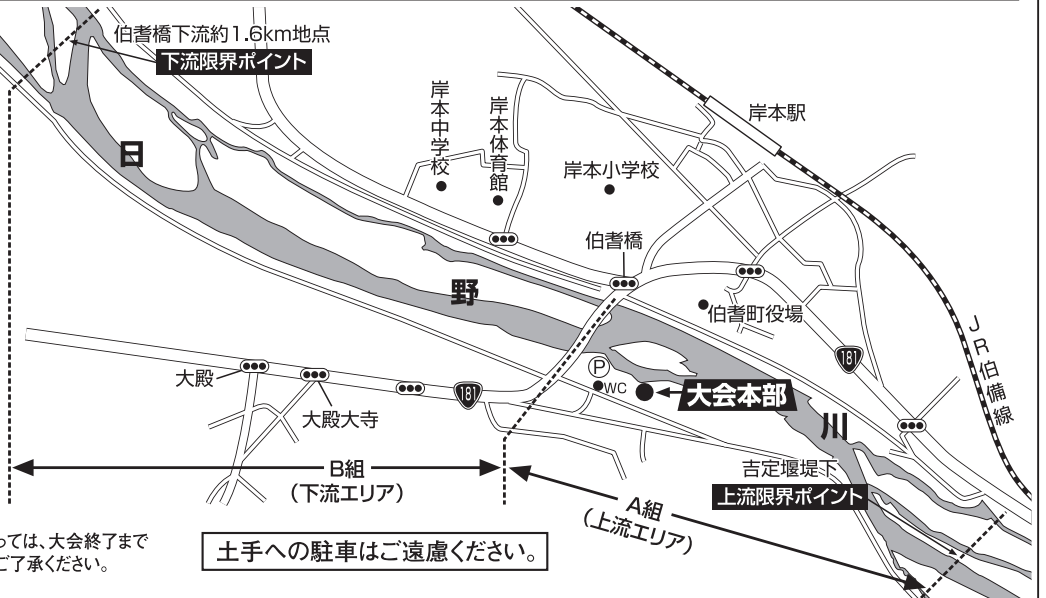 伯耆橋下流約1.6km地点
下流限界ポイント
日
野
川
岸本中学校
岸本体育館
岸本小学校
岸本駅
伯耆橋
伯耆町役場
JR伯備線
181
大殿
大殿大寺
181
P
WC
大会本部
B組
（下流エリア）
A組
（上流エリア）
吉定堰堤下
上流限界ポイント
っては、大会終了まで
ご了承ください。
土手への駐車はご遠慮ください。